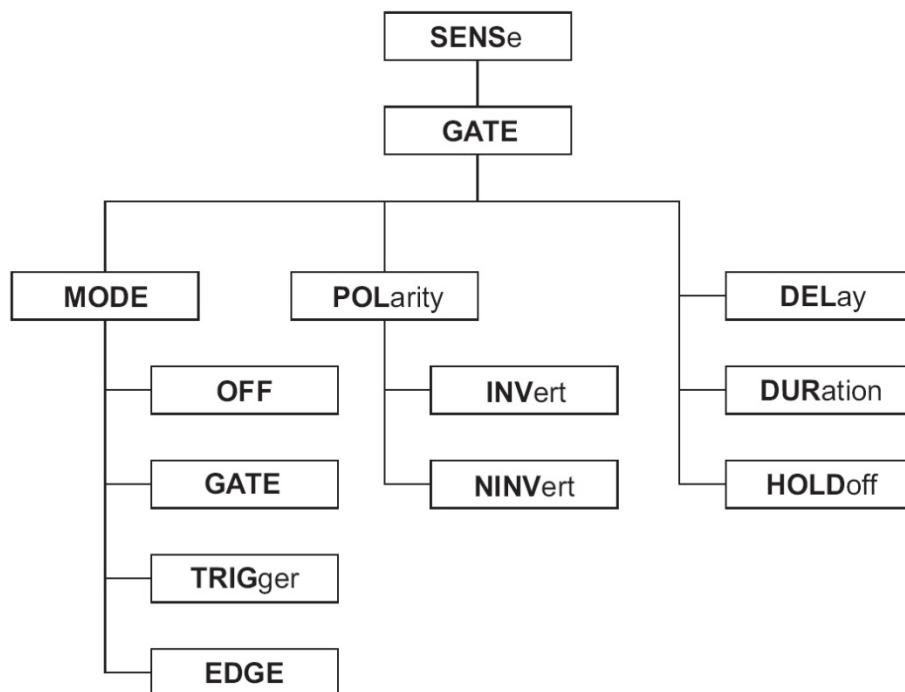 SENSe
GATE
MODE
POLarity
DELay
OFF
INVert
DURation
GATE
NINVert
HOLDoff
TRIGger
EDGE